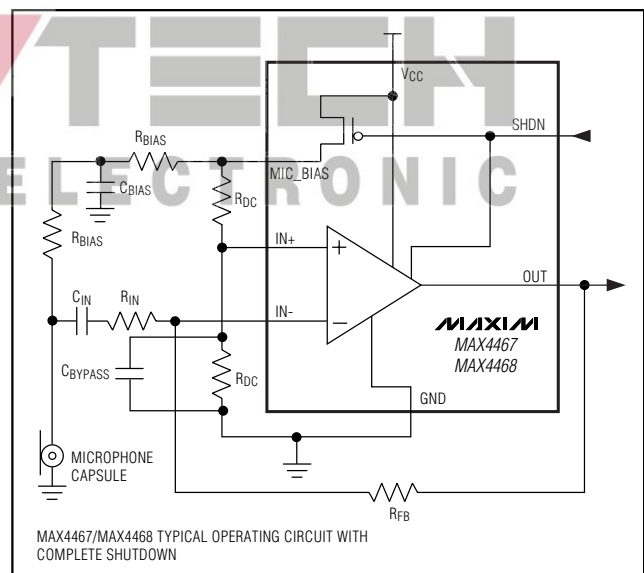 TECH
ELECTRONIC
VCC
SHDN
RBIAS
MIC_BIAS
CBIAS
RDC
RBIAS
IN+
+
OUT
CIN
RIN
IN-
−
MAXIM
MAX4467
MAX4468
CBYPASS
RDC
GND
MICROPHONE
CAPSULE
RFB
MAX4467/MAX4468 TYPICAL OPERATING CIRCUIT WITH
COMPLETE SHUTDOWN